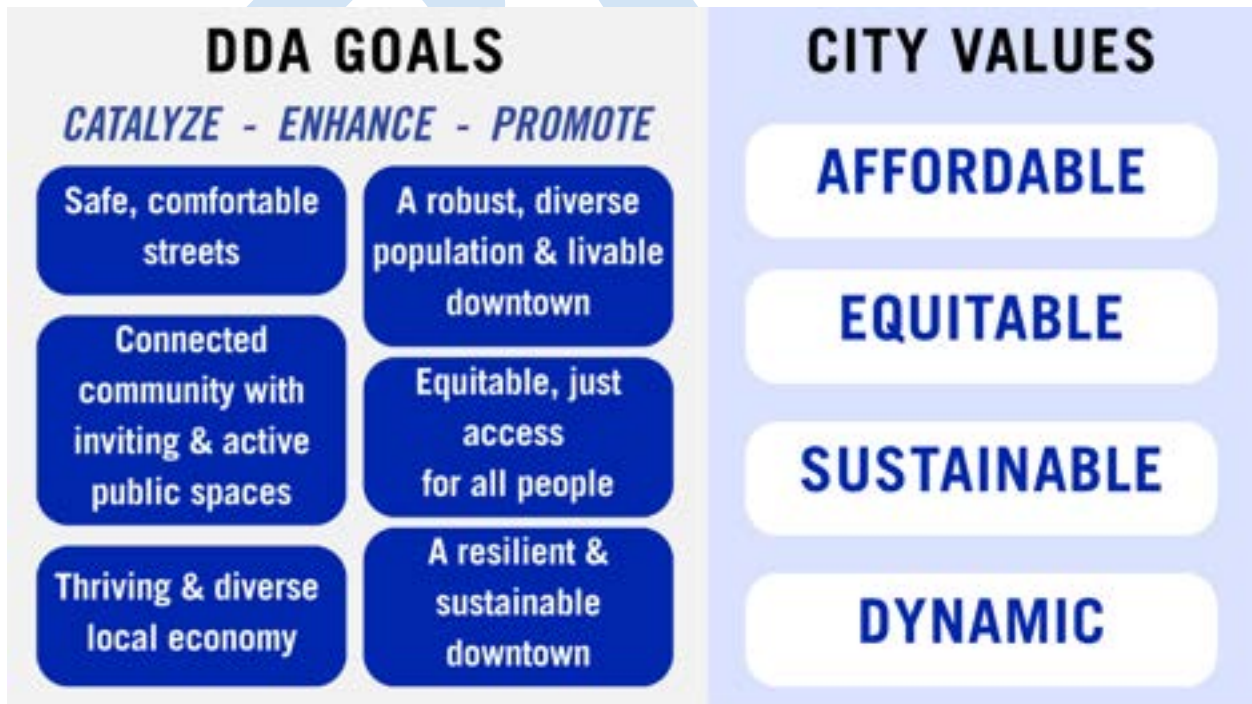 DDA GOALS
CATALYZE - ENHANCE - PROMOTE
Safe, comfortable
streets
Connected
community with
inviting & active
public spaces
Thriving & diverse
local economy
A robust, diverse
population & livable
downtown
Equitable, just
access
for all people
A resilient &
sustainable
downtown
CITY VALUES
AFFORDABLE
EQUITABLE
SUSTAINABLE
DYNAMIC